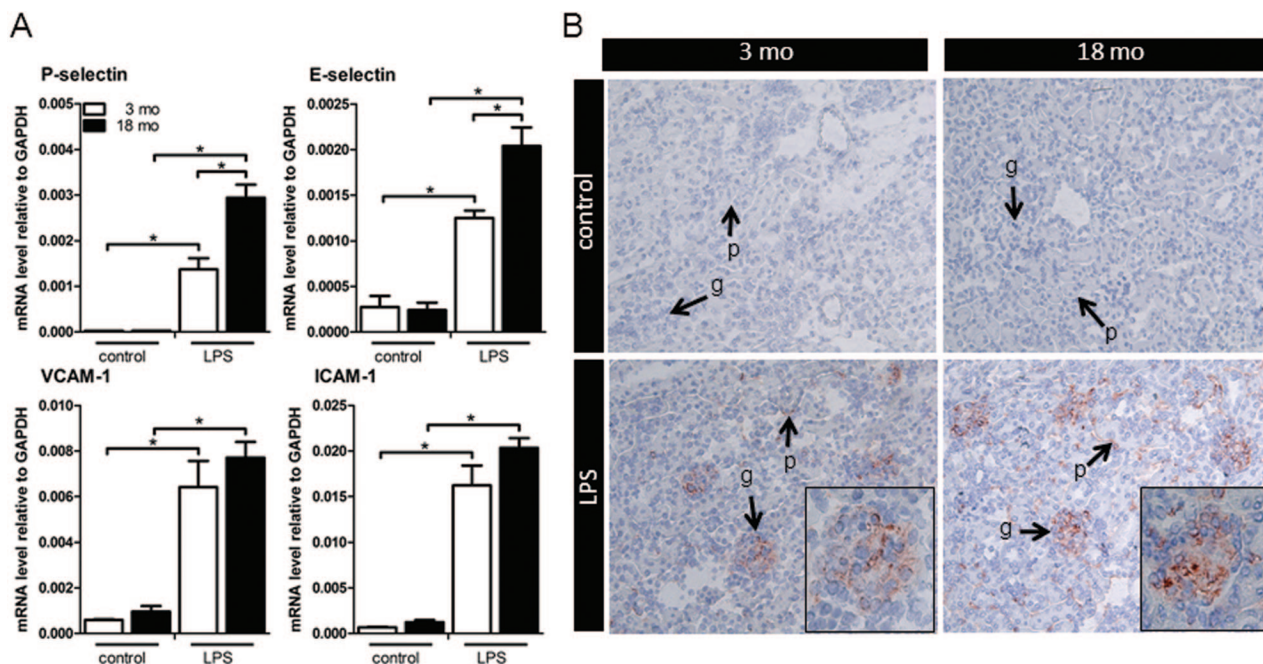 A
P-selectin
mRNA level relative to GAPDH
0.005
0.004
0.003
0.002
0.001
0.000
3 mo
18 mo
*
*
*
control
LPS
E-selectin
mRNA level relative to GAPDH
0.0025
0.0020
0.0015
0.0010
0.0005
0.0000
*
*
*
control
LPS
VCAM-1
mRNA level relative to GAPDH
0.010
0.008
0.006
0.004
0.002
0.000
*
*
control
LPS
ICAM-1
mRNA level relative to GAPDH
0.025
0.020
0.015
0.010
0.005
0.000
*
*
control
LPS
B
3 mo
18 mo
control
p
g
g
p
LPS
p
g
p
g